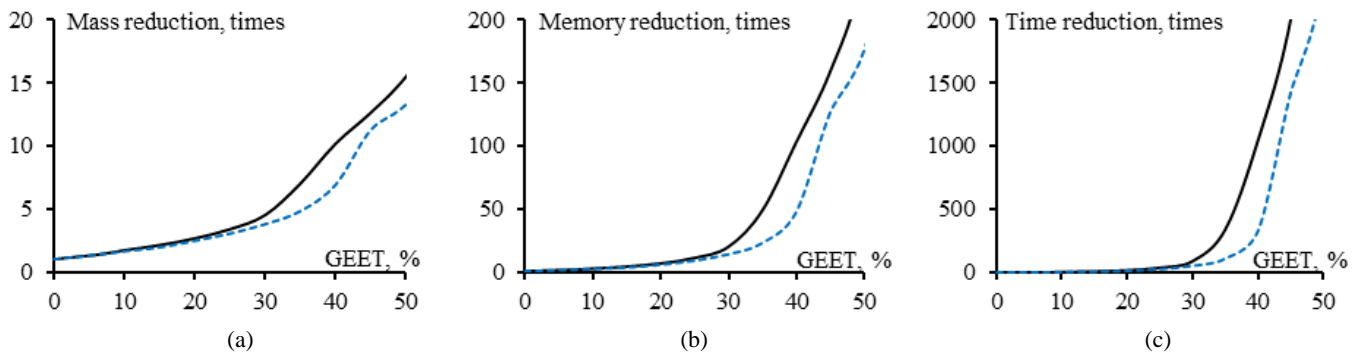 20 Mass reduction, times
15
10
5
0
GEET, %
0 10 20 30 40 50
(a)
200 Memory reduction, times
150
100
50
0
GEET, %
0 10 20 30 40 50
(b)
2000 Time reduction, times
1500
1000
500
0
GEET, %
0 10 20 30 40 50
(c)